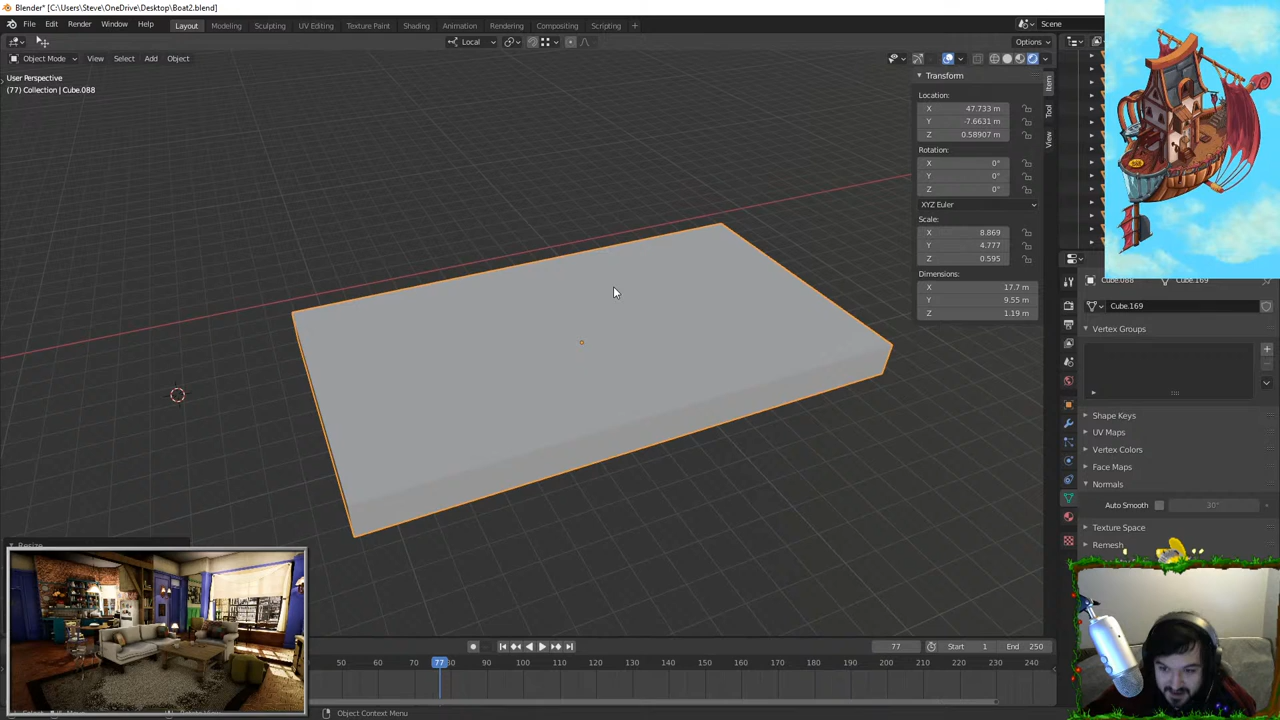 Blender* [C:\Users\Steve\OneDrive\Desktop\Boat2.blend]
File Edit Render Window Help Layout Modeling Sculpting UV Editing Texture Paint Shading Animation Rendering Compositing Scripting + Scene
Local Options
Object Mode View Select Add Object
User Perspective
(77) Collection | Cube.088
Transform
Location:
X 47.733 m
Y -7.6631 m
Z 0.58907 m
Rotation:
X 0°
Y 0°
Z 0°
XYZ Euler
Scale:
X 8.869
Y 4.777
Z 0.595
Dimensions:
X 17.7 m
Y 9.55 m
Z 1.19 m
Item
Tool
View
Cube.088 Cube.169
Cube.169
Vertex Groups
Shape Keys
UV Maps
Vertex Colors
Face Maps
Normals
Auto Smooth 30°
Texture Space
Remesh
Resize
77 Start 1 End 250
50 60 70 77 80 90 100 110 120 130 140 150 160 170 180 190 200 210 220 230 240
Object Context Menu